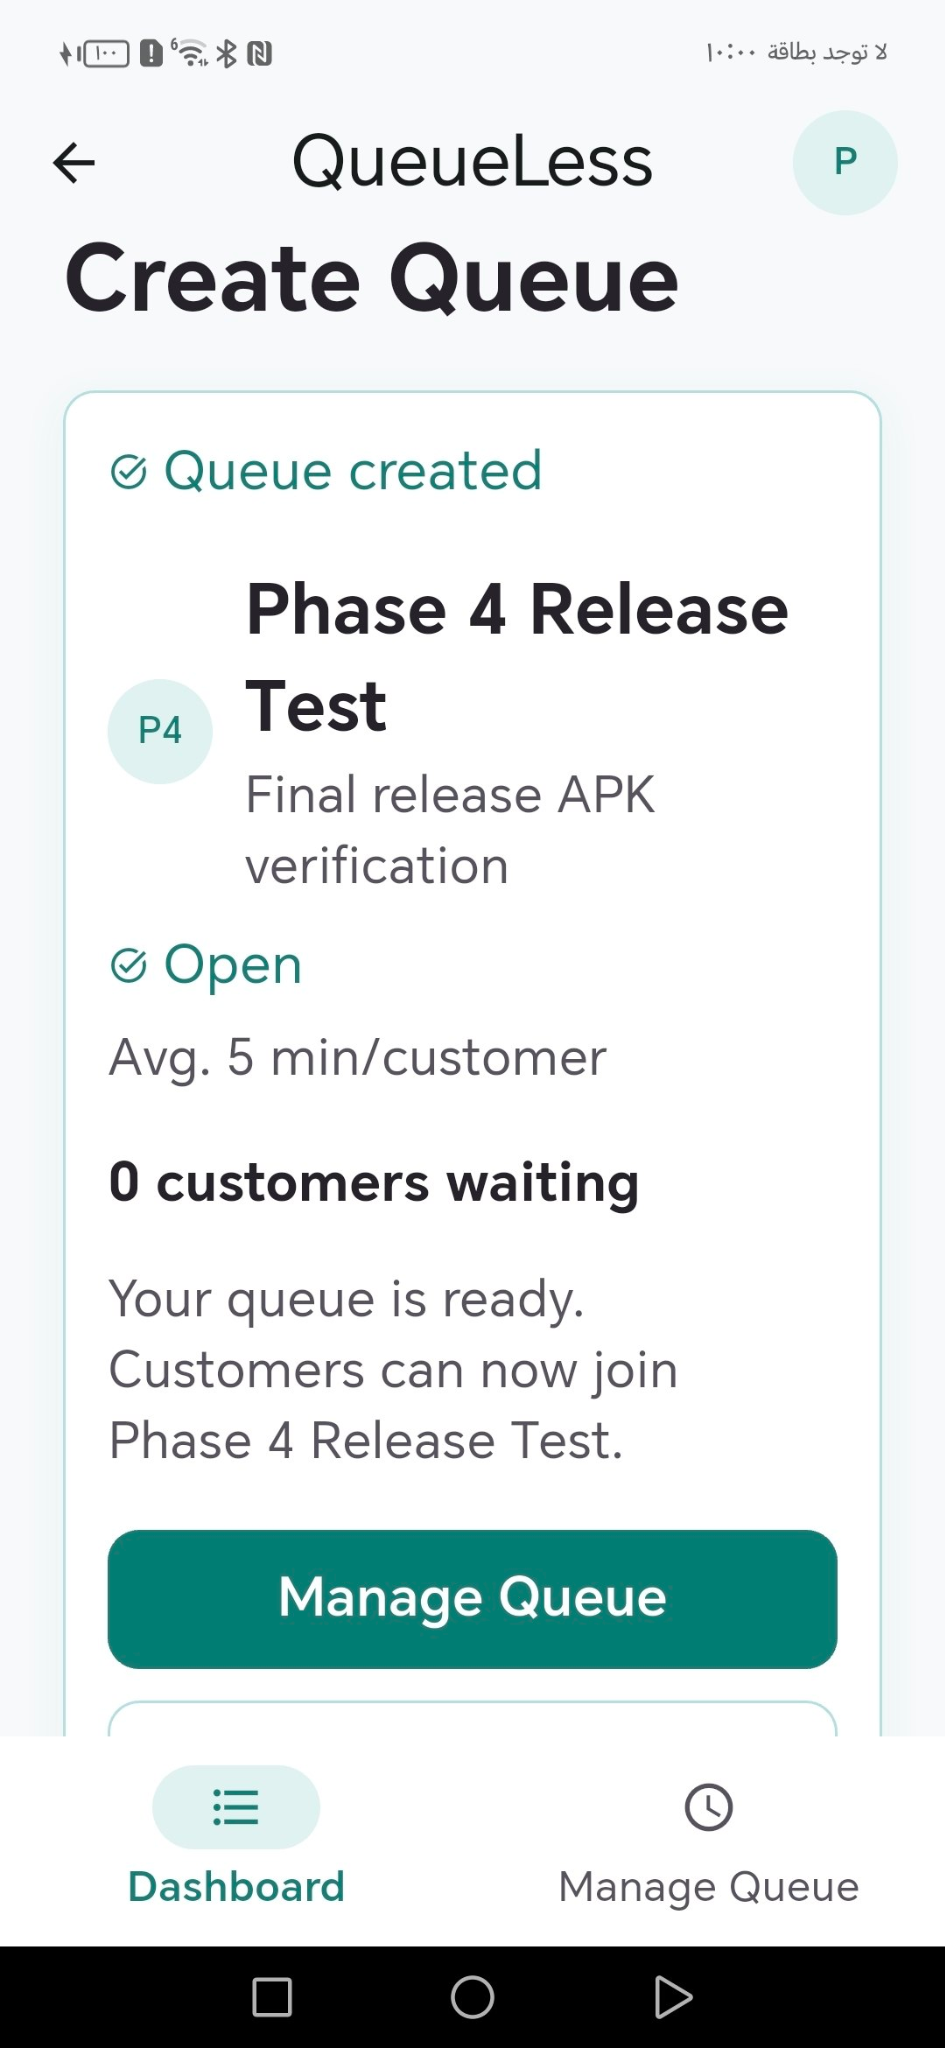 ١٠٠ 6 لا توجد بطاقة ١٠:٠٠
QueueLess
P
Create Queue
Queue created
Phase 4 Release
Test
P4
Final release APK
verification
Open
Avg. 5 min/customer
0 customers waiting
Your queue is ready.
Customers can now join
Phase 4 Release Test.
Manage Queue
Dashboard
Manage Queue